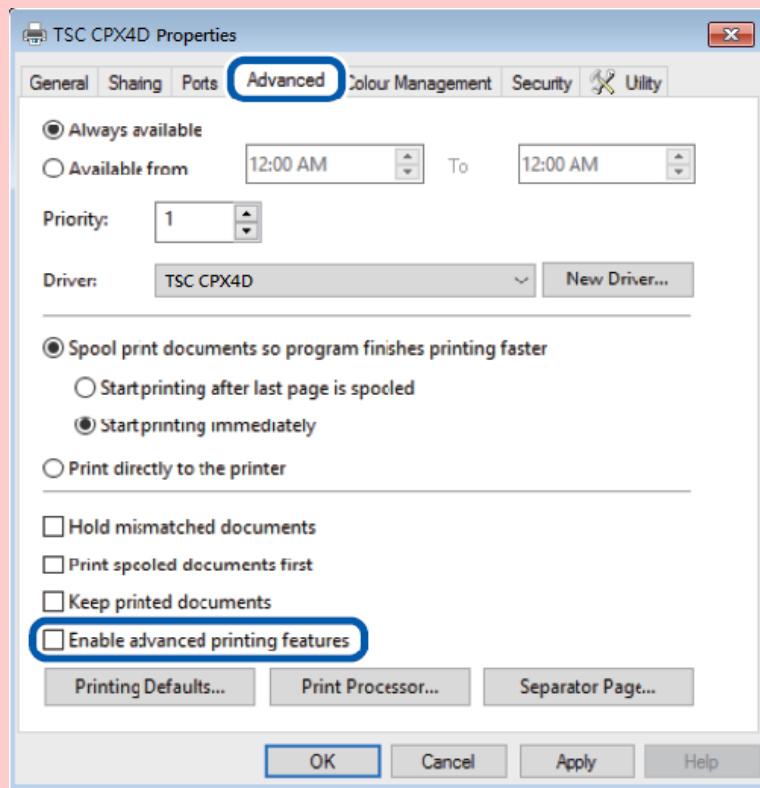 TSC CPX4D Properties
General Sharing Ports Advanced Colour Management Security Utility
Always available
Available from 12:00 AM To 12:00 AM
Priority: 1
Driver: TSC CPX4D New Driver...
Spool print documents so program finishes printing faster
Start printing after last page is spooled
Start printing immediately
Print directly to the printer
Hold mismatched documents
Print spooled documents first
Keep printed documents
Enable advanced printing features
Printing Defaults... Print Processor... Separator Page...
OK Cancel Apply Help